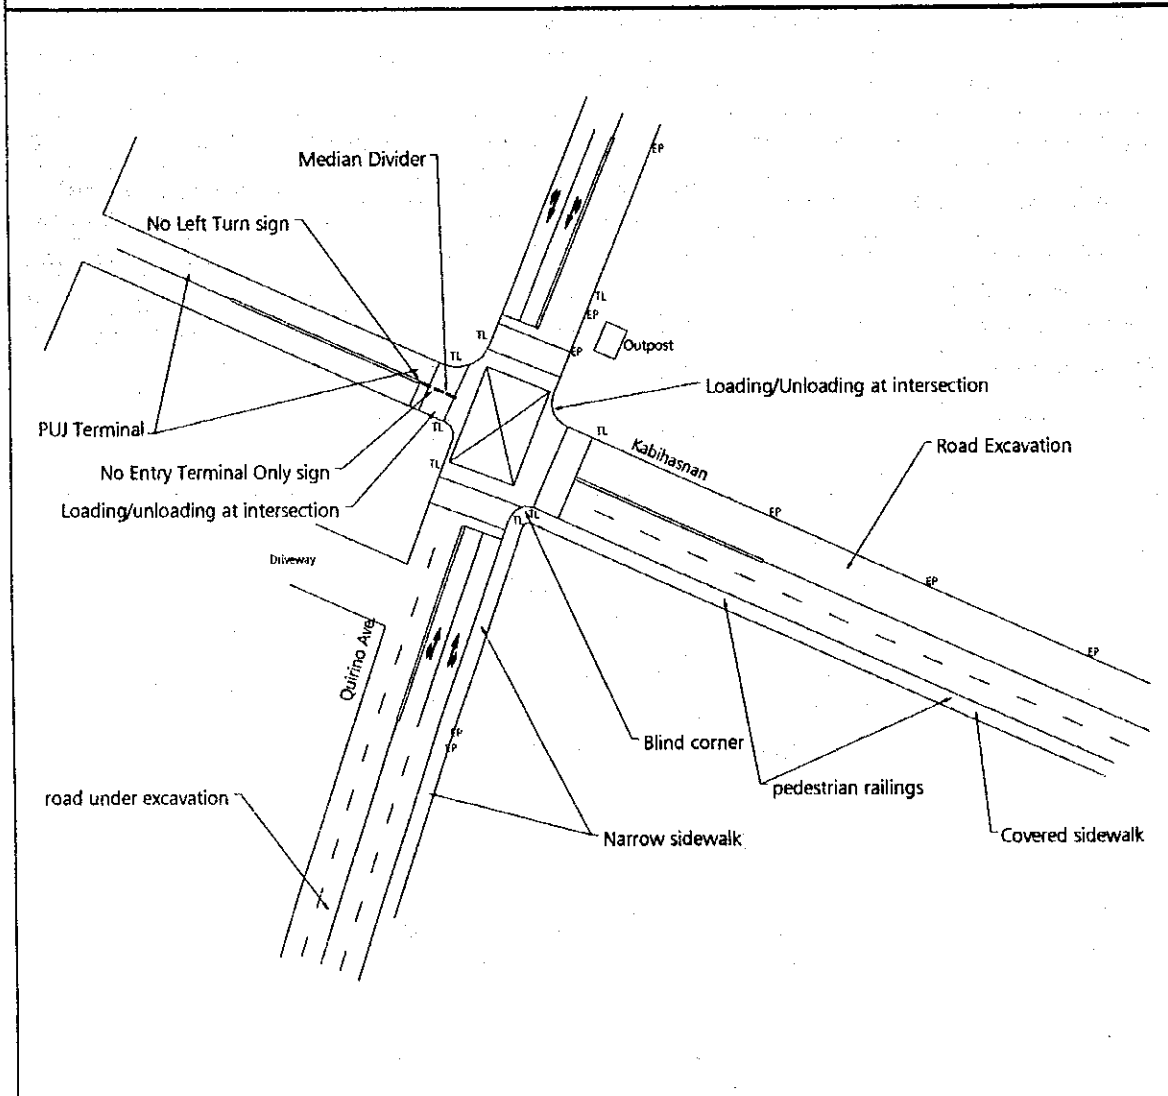 EP
Median Divider
No Left Turn sign
TL
EP
TL
Outpost
EP
TL
Loading/Unloading at intersection
PUJ Terminal
TL
TL
Kabihasnan
Road Excavation
No Entry Terminal Only sign
TL
Loading/unloading at intersection
EP
TL
TL
Driveway
EP
Quirino Ave.
EP
EP
EP
Blind corner
pedestrian railings
road under excavation
Narrow sidewalk
Covered sidewalk